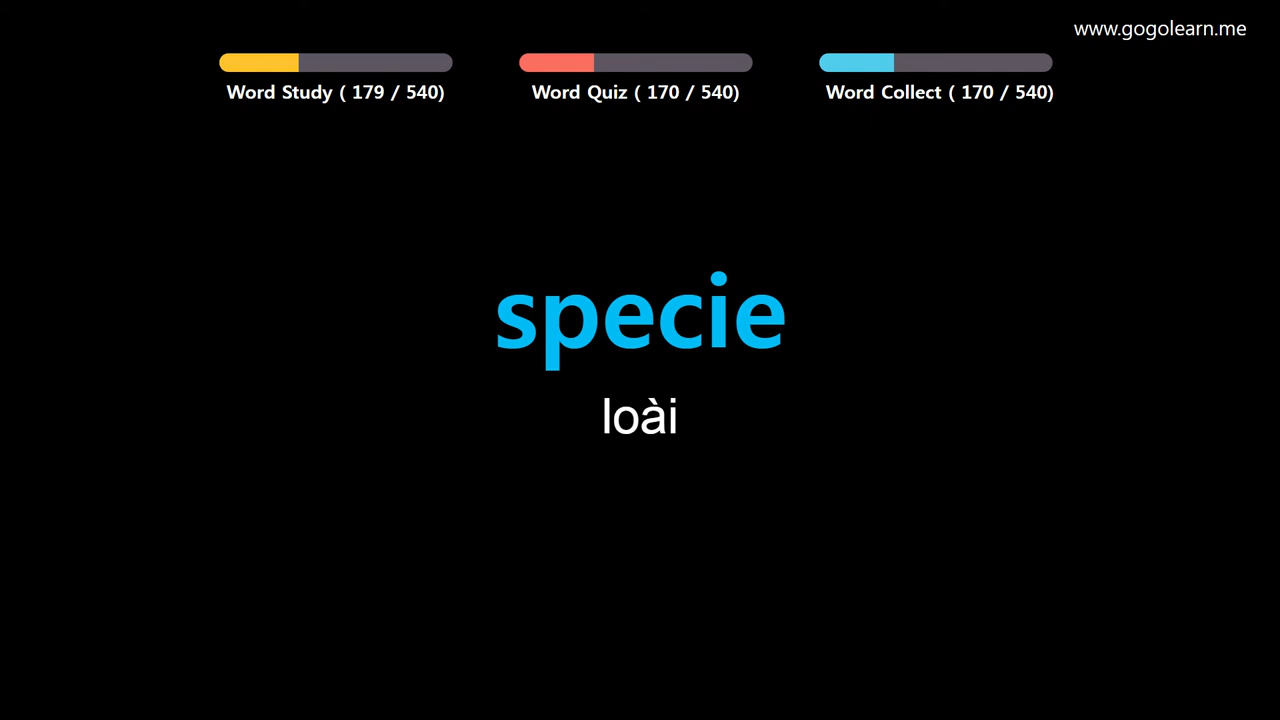 www.gogolearn.me
Word Study ( 179 / 540)
Word Quiz ( 170 / 540)
Word Collect ( 170 / 540)
specie
loài